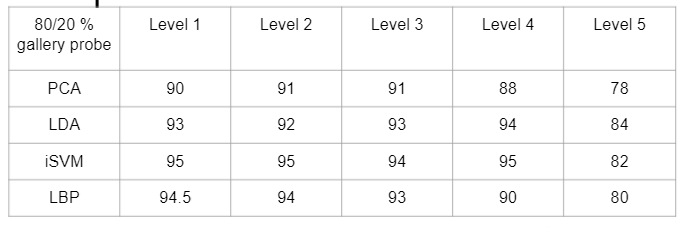 80/20 % Level 1 Level 2 Level 3 Level 4 Level 5
gallery probe
PCA 90 91 91 88 78
LDA 93 92 93 94 84
iSVM 95 95 94 95 82
LBP 94.5 94 93 90 80